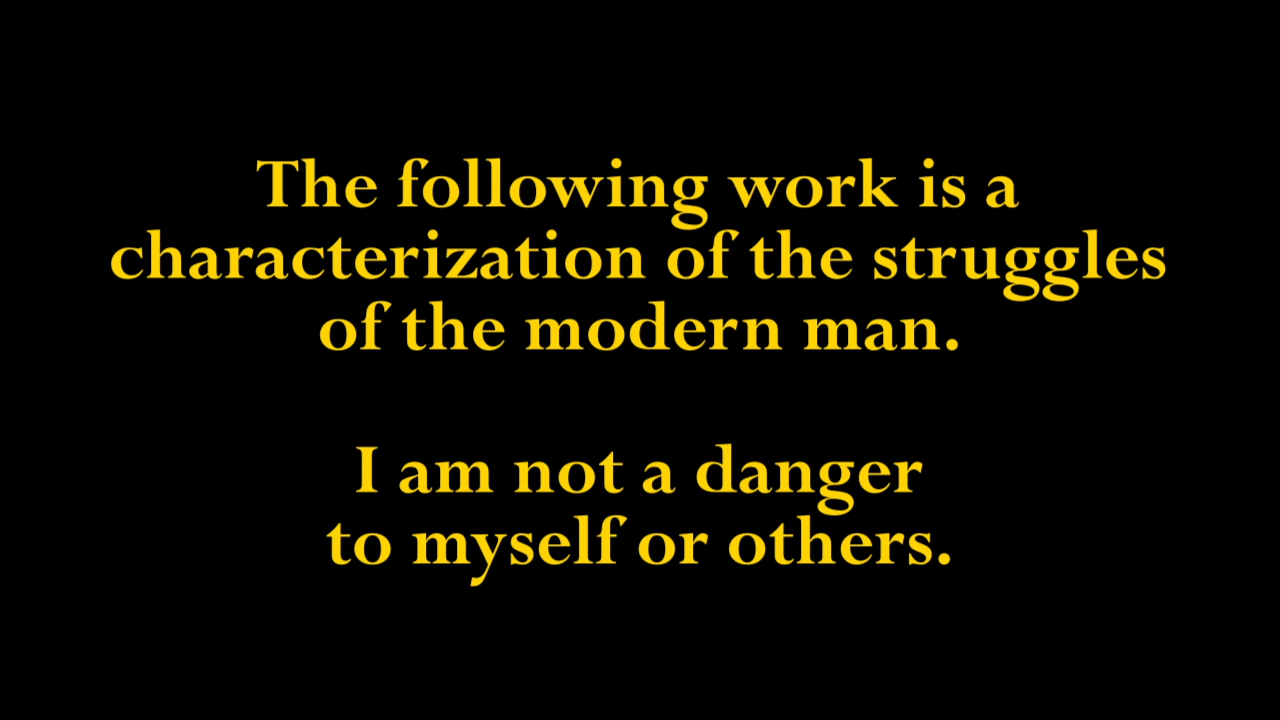 The following work is a
characterization of the struggles
of the modern man.
I am not a danger
to myself or others.